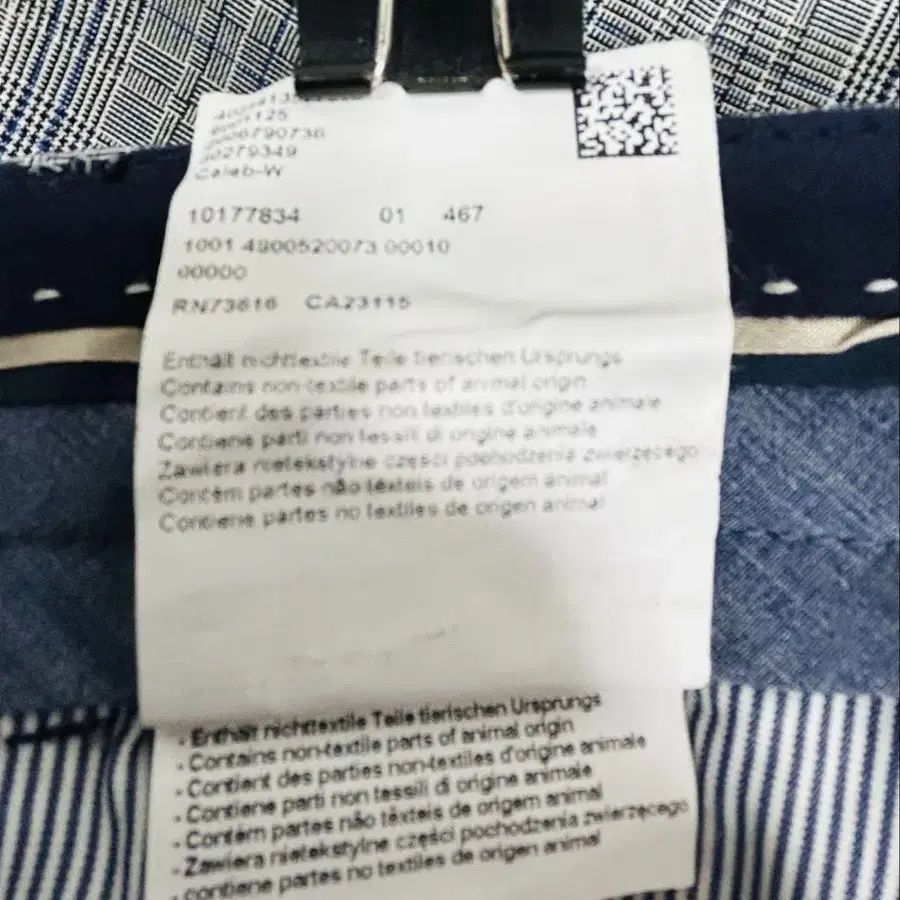 30279349
Caleb-W
10177834 01 467
1001 4900520073 00010
00000
RN73616 CA23115
Enthält nichttextile Teile tierischen Ursprungs
Contains non-textile parts of animal origin
Contient des parties non textiles d'origine animale
Contiene parti non tessili di origine animale
Zawiera nietekstylne części pochodzenia zwierzęcego
Contém partes não têxteis de origem animal
Contiene partes no textiles de origen animal
- Enthält nichttextile Teile tierischen Ursprungs
- Contains non-textile parts of animal origin
- Contient des parties non-textiles d'origine animale
- Contiene parti non tessili di origine animale
- Contém partes não têxteis de origem animal
- Zawiera nietekstylne części pochodzenia zwierzęcego
- contiene partes no textiles de origen animal